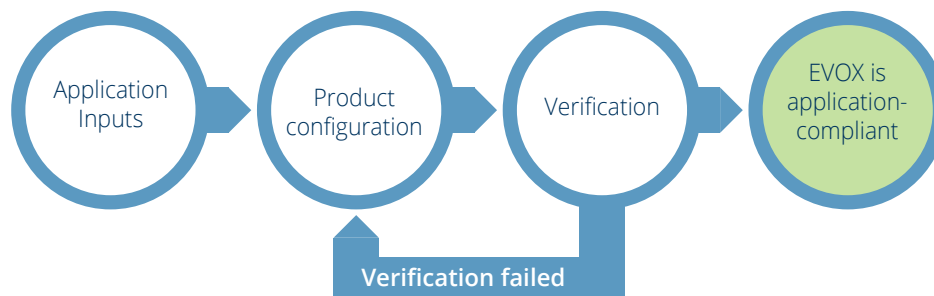 Application
Inputs
Product
configuration
Verification
EVOX is
application-
compliant
Verification failed